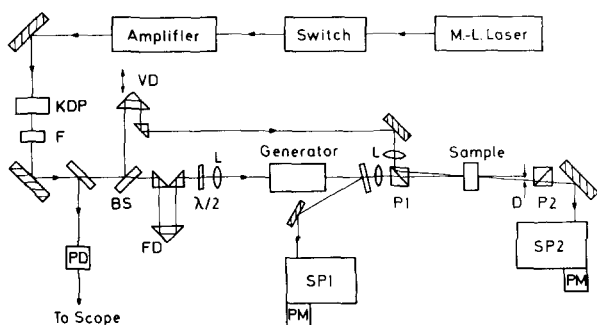 Amplifier
Switch
M.-L. Laser
VD
KDP
F
BS
λ/2
L
Generator
L
P1
Sample
D
P2
FD
PD
To Scope
SP1
PM
SP2
PM